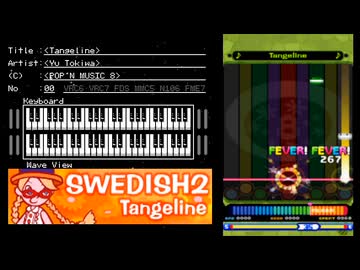 Title :<Tangeline>
Artist:<Yu Tokiwa>
(C) :<POP'N MUSIC 8>
No :00 VRC6 VRC7 FDS MMC5 N106 FME7
Keyboard
Wave View
SWEDISH2
Tangeline
Tangeline
FEVER! FEVER!
267